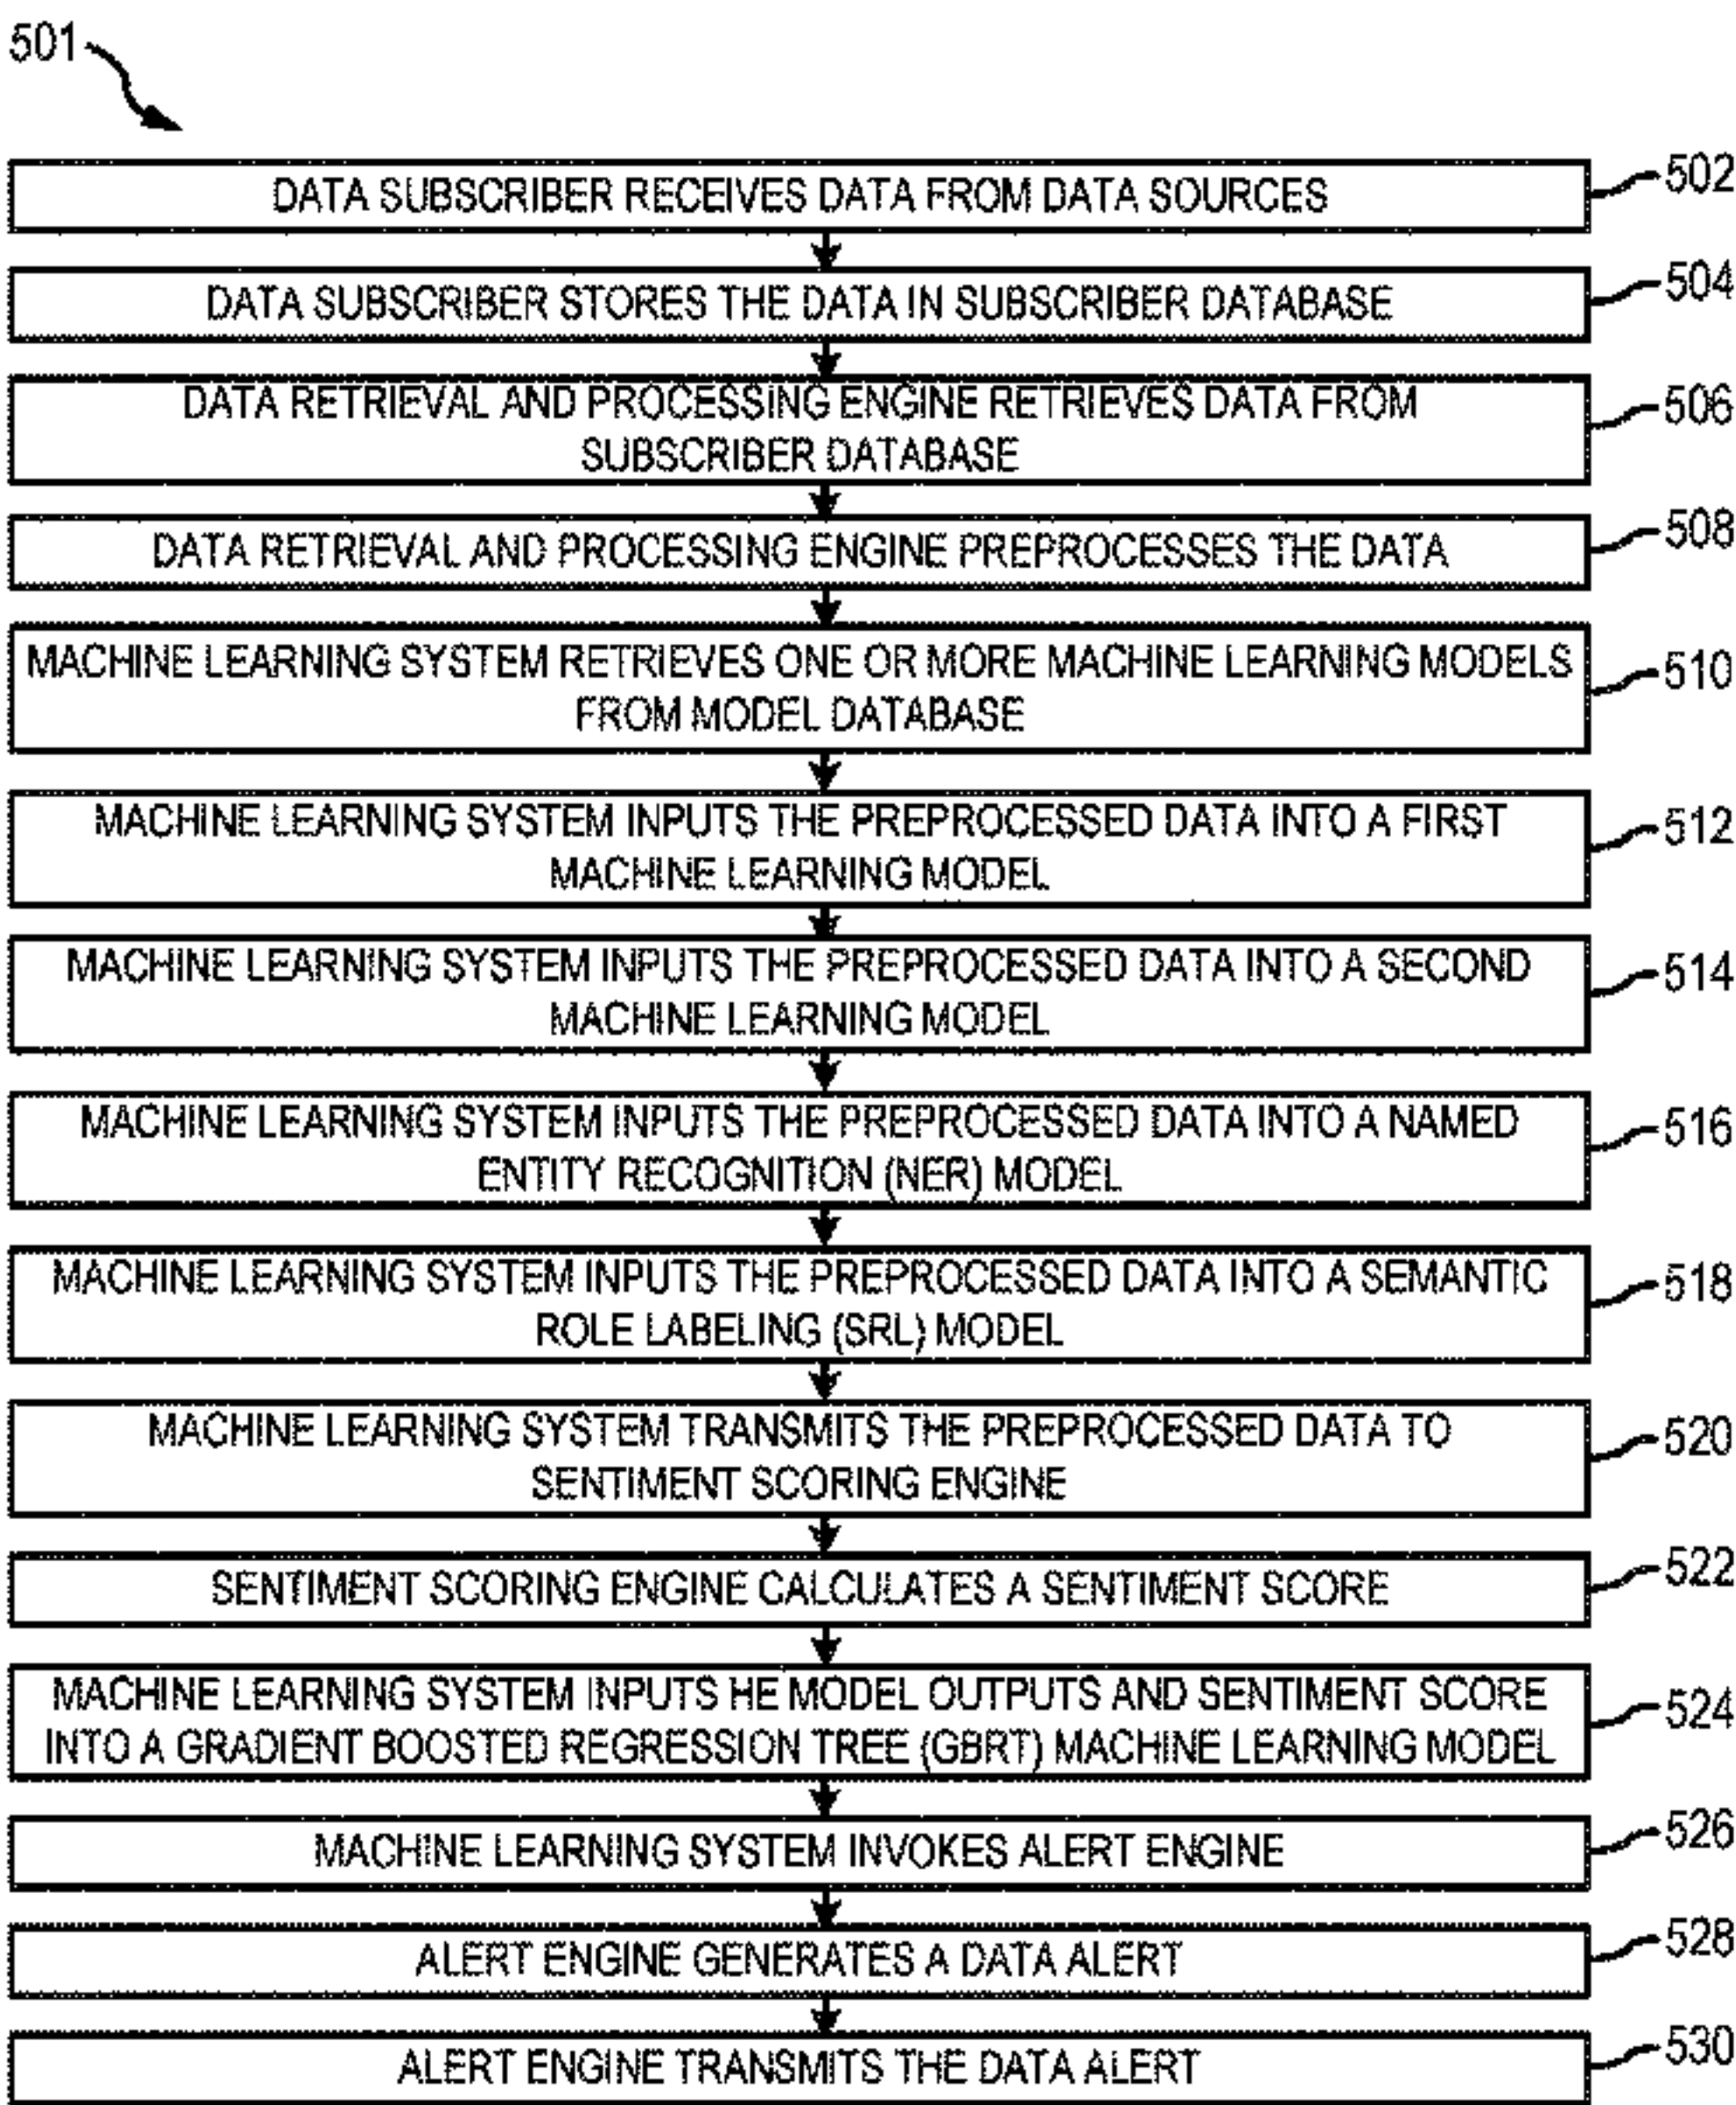 501
DATA SUBSCRIBER RECEIVES DATA FROM DATA SOURCES
502
DATA SUBSCRIBER STORES THE DATA IN SUBSCRIBER DATABASE
504
DATA RETRIEVAL AND PROCESSING ENGINE RETRIEVES DATA FROM
SUBSCRIBER DATABASE
506
DATA RETRIEVAL AND PROCESSING ENGINE PREPROCESSES THE DATA
508
MACHINE LEARNING SYSTEM RETRIEVES ONE OR MORE MACHINE LEARNING MODELS
FROM MODEL DATABASE
510
MACHINE LEARNING SYSTEM INPUTS THE PREPROCESSED DATA INTO A FIRST
MACHINE LEARNING MODEL
512
MACHINE LEARNING SYSTEM INPUTS THE PREPROCESSED DATA INTO A SECOND
MACHINE LEARNING MODEL
514
MACHINE LEARNING SYSTEM INPUTS THE PREPROCESSED DATA INTO A NAMED
ENTITY RECOGNITION (NER) MODEL
516
MACHINE LEARNING SYSTEM INPUTS THE PREPROCESSED DATA INTO A SEMANTIC
ROLE LABELING (SRL) MODEL
518
MACHINE LEARNING SYSTEM TRANSMITS THE PREPROCESSED DATA TO
SENTIMENT SCORING ENGINE
520
SENTIMENT SCORING ENGINE CALCULATES A SENTIMENT SCORE
522
MACHINE LEARNING SYSTEM INPUTS HE MODEL OUTPUTS AND SENTIMENT SCORE
INTO A GRADIENT BOOSTED REGRESSION TREE (GBRT) MACHINE LEARNING MODEL
524
MACHINE LEARNING SYSTEM INVOKES ALERT ENGINE
526
ALERT ENGINE GENERATES A DATA ALERT
528
ALERT ENGINE TRANSMITS THE DATA ALERT
530